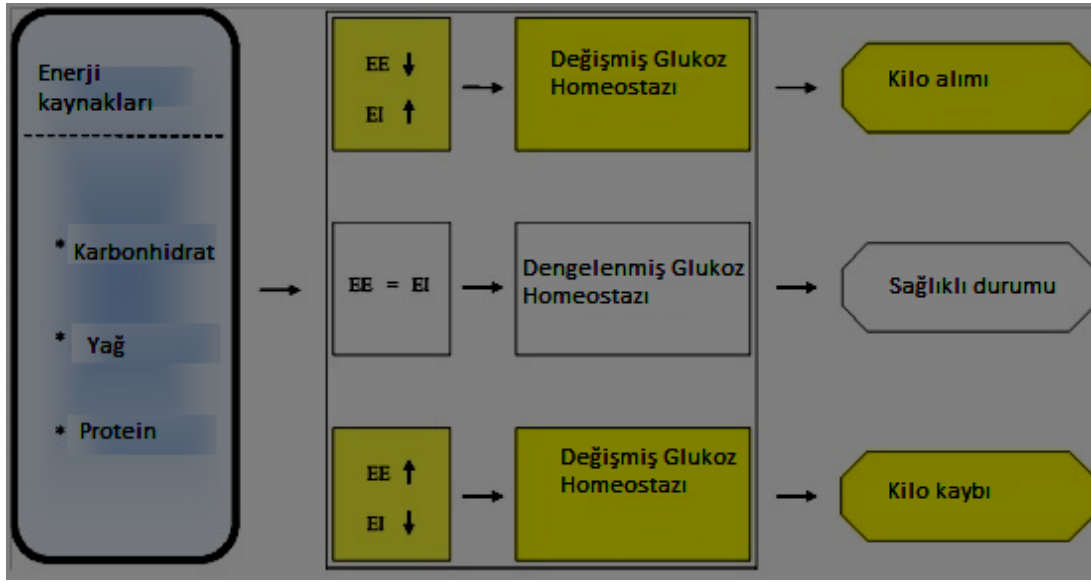 Enerji
kaynakları
* Karbonhidrat
* Yağ
* Protein
EE ↓
EI ↑
Değişmiş Glukoz
Homeostazı
Kilo alımı
EE = EI
Dengelenmiş Glukoz
Homeostazı
Sağlıklı durumu
EE ↑
EI ↓
Değişmiş Glukoz
Homeostazı
Kilo kaybı